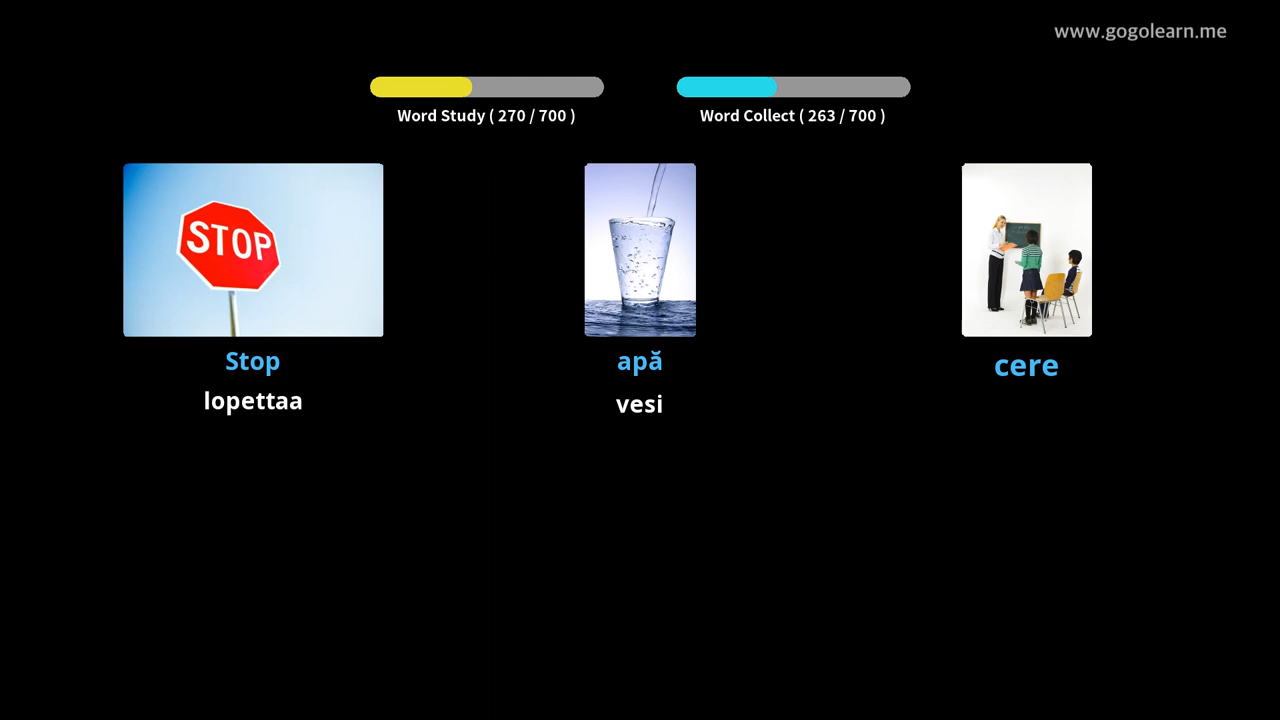 www.gogolearn.me
Word Study ( 270 / 700 )
Word Collect ( 263 / 700 )
STOP
Stop
apă
cere
lopettaa
vesi